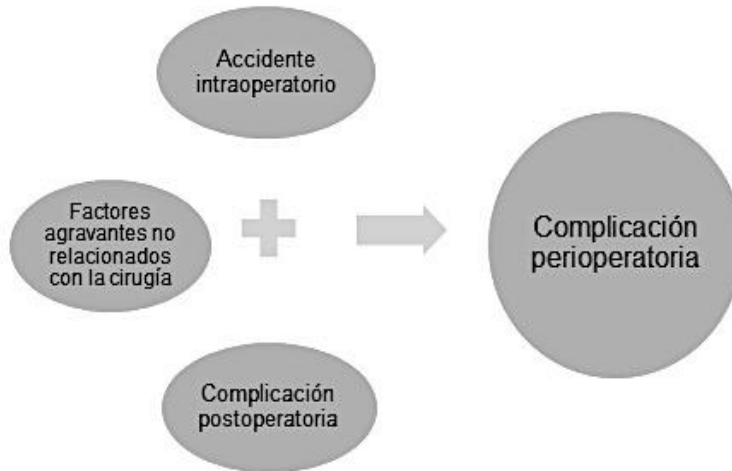 Accidente
intraoperatorio
Factores
agravantes no
relacionados
con la cirugía
Complicación
postoperatoria
Complicación
perioperatoria